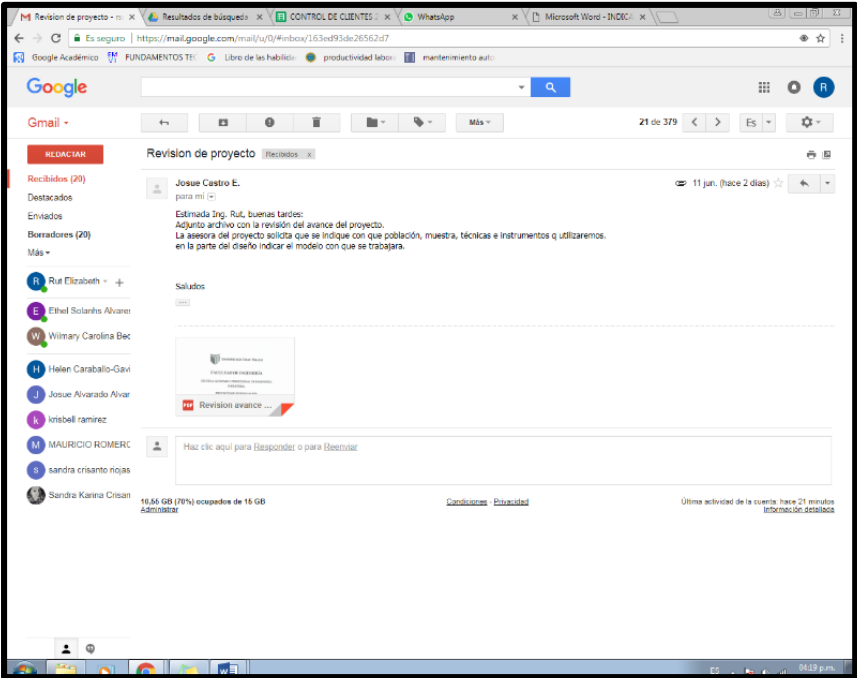 Revision de proyecto - re
Resultados de búsqueda
CONTROL DE CLIENTES
WhatsApp
Microsoft Word - INDICA
Es seguro | https://mail.google.com/mail/u/0/#inbox/163ed93de26562d7
Google Académico
FUNDAMENTOS TE
Libro de las habilida
productividad labora
mantenimiento auto
Google
R
Gmail
Más
21 de 379
Es
REDACTAR
Revision de proyecto
Recibidos x
Recibidos (20)
Destacados
Enviados
Borradores (20)
Más
Josue Castro E.
11 jun. (hace 2 días)
para mí
Estimada Ing. Rut, buenas tardes:
Adjunto archivo con la revisión del avance del proyecto.
La asesora del proyecto solicita que se indique con que población, muestra, técnicas e instrumentos q utilizaremos.
en la parte del diseño indicar el modelo con que se trabajara.
Saludos
R Rut Elizabeth
E Ethel Solanhs Alvare
W Wilmary Carolina Bec
H Helen Caraballo-Gavi
J Josue Alvarado Alvar
k krisbell ramirez
M MAURICIO ROMERO
s sandra crisanto riojas
Sandra Karina Crisan
FACULTAD DE INGENIERÍA
PDF Revision avance ...
Haz clic aquí para Responder o para Reenviar
10,55 GB (70%) ocupados de 15 GB
Administrar
Condiciones - Privacidad
Última actividad de la cuenta: hace 21 minutos
Información detallada
ES
04:19 p.m.